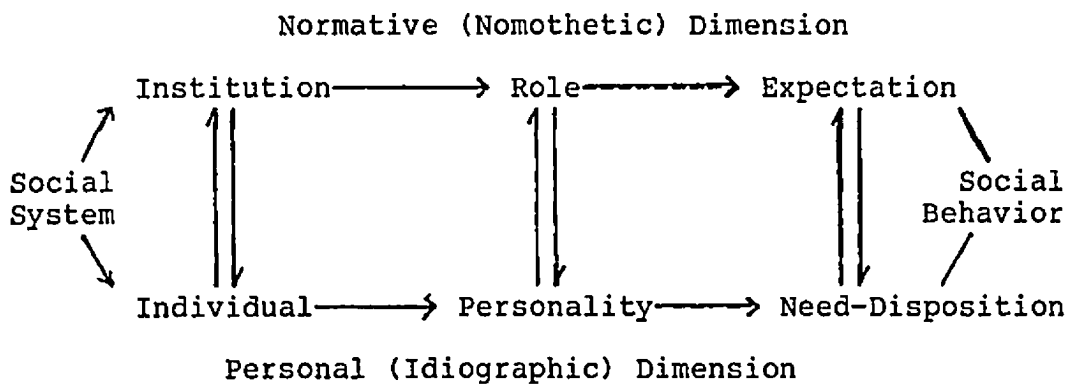 Normative (Nomothetic) Dimension
Institution Role Expectation
Social System
Social Behavior
Individual Personality Need-Disposition
Personal (Idiographic) Dimension